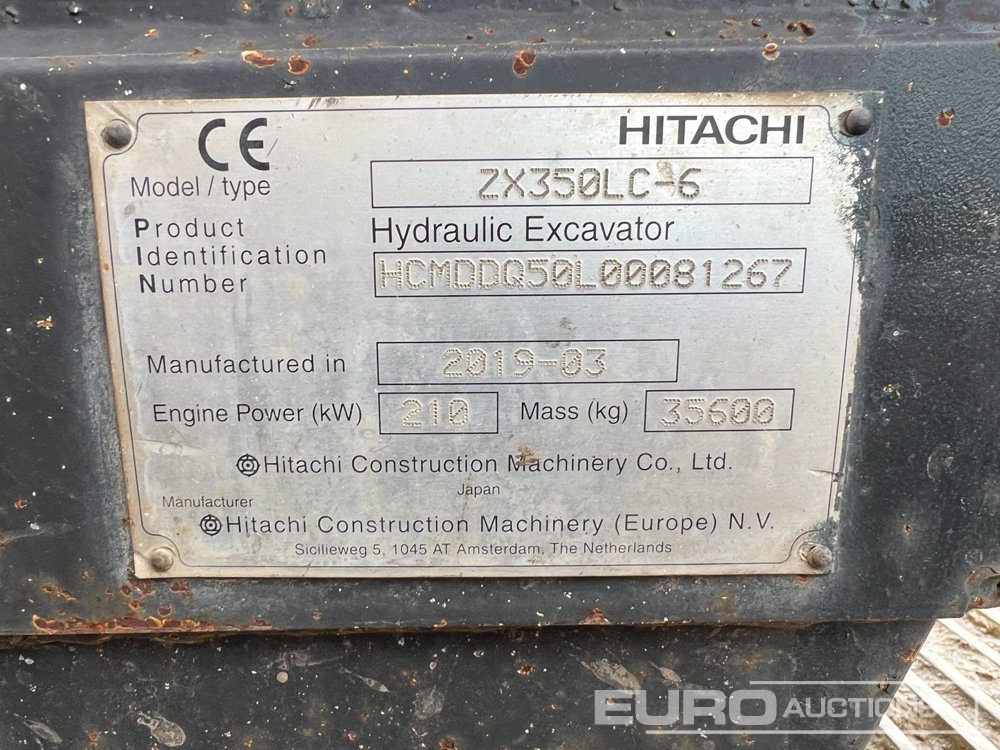 CE
HITACHI
Model / type ZX350LC-6
Product Hydraulic Excavator
Identification
Number HCMDDQ50L00081267
Manufactured in 2019-03
Engine Power (kW) 210 Mass (kg) 35600
Hitachi Construction Machinery Co., Ltd.
Japan
Manufacturer
Hitachi Construction Machinery (Europe) N.V.
Sicilieweg 5, 1045 AT Amsterdam, The Netherlands
EURO AUCTIONS